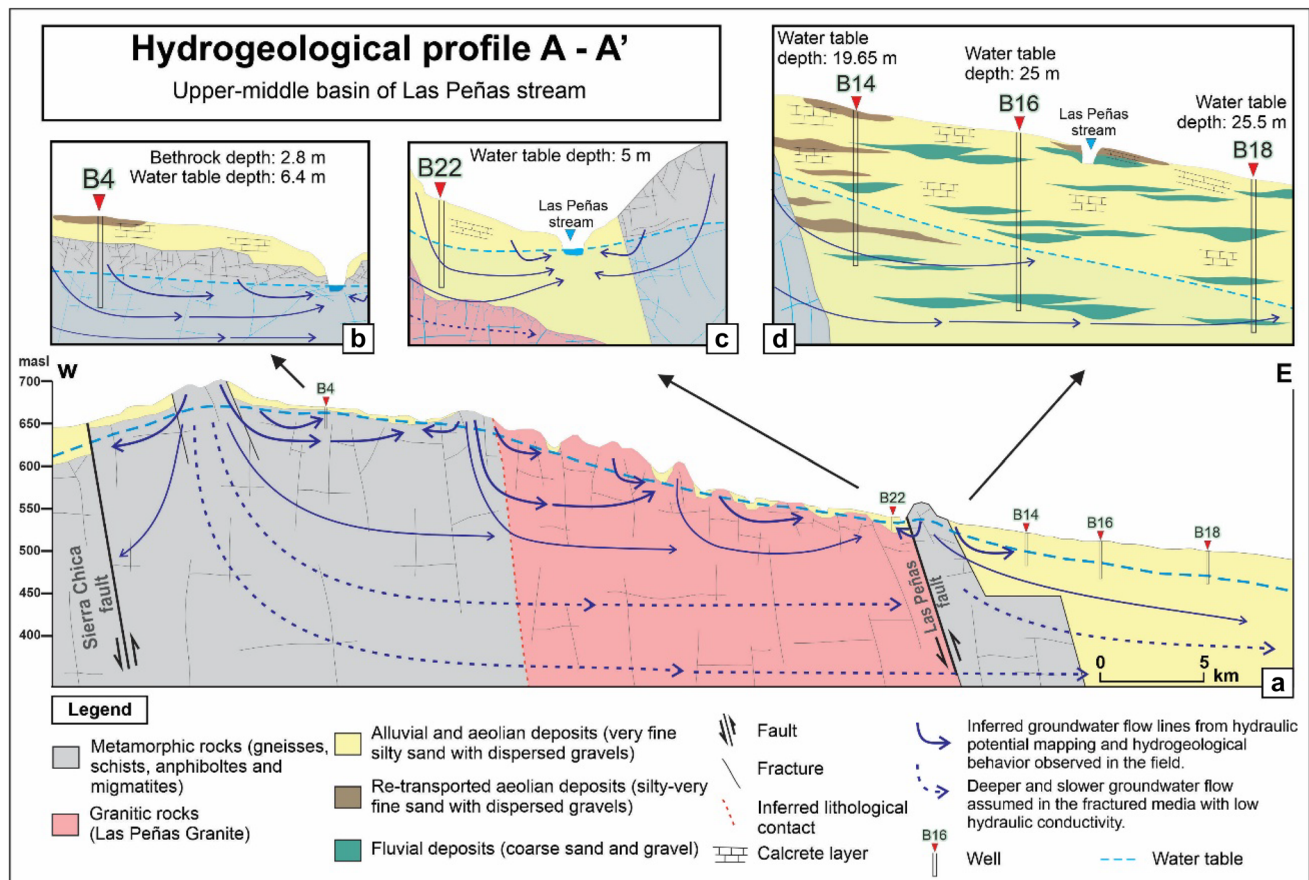 Hydrogeological profile A - A’
Upper-middle basin of Las Peñas stream
Bethrock depth: 2.8 m
Water table depth: 6.4 m
B4
b
Water table depth: 5 m
B22
Las Peñas
stream
c
Water table
depth: 19.65 m
B14
Water table
depth: 25 m
B16
Las Peñas
stream
Water table
depth: 25.5 m
B18
d
masl
W
E
700
650
600
550
500
450
400
B4
B22
B14
B16
B18
Sierra Chica
fault
Las Peñas
fault
0 5
km
a
Legend
Metamorphic rocks (gneisses,
schists, anphiboltes and
migmatites)
Granitic rocks
(Las Peñas Granite)
Alluvial and aeolian deposits (very fine
silty sand with dispersed gravels)
Re-transported aeolian deposits (silty-very
fine sand with dispersed gravels)
Fluvial deposits (coarse sand and gravel)
Fault
Fracture
Inferred lithological
contact
Calcrete layer
Inferred groundwater flow lines from hydraulic
potential mapping and hydrogeological
behavior observed in the field.
Deeper and slower groundwater flow
assumed in the fractured media with low
hydraulic conductivity.
B16
Well
Water table